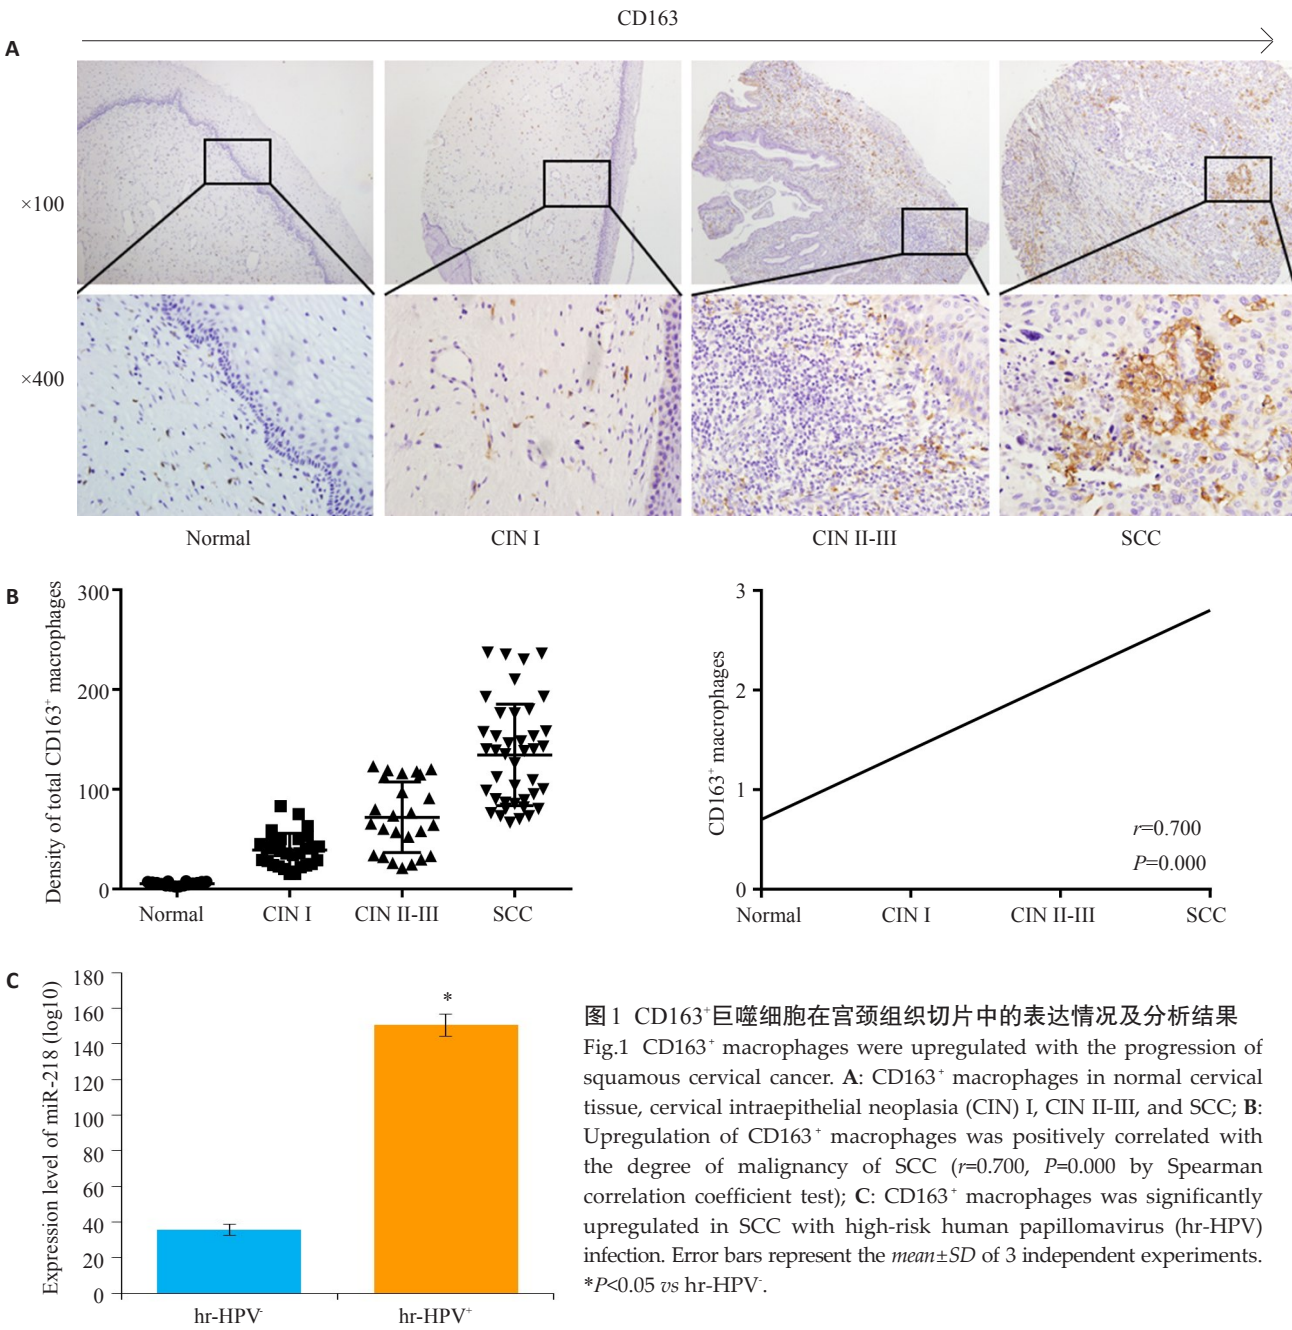 CD163
A
×100
×400
Normal
CIN I
CIN II-III
SCC
B
Density of total CD163⁺ macrophages
300
200
100
0
Normal
CIN I
CIN II-III
SCC
CD163⁺ macrophages
3
2
1
0
r=0.700
P=0.000
Normal
CIN I
CIN II-III
SCC
C
Expression level of miR-218 (log10)
180
160
140
120
100
80
60
40
20
0
*
hr-HPV⁻
hr-HPV⁺
图1 CD163⁺巨噬细胞在宫颈组织切片中的表达情况及分析结果
Fig.1 CD163⁺ macrophages were upregulated with the progression of
squamous cervical cancer. A: CD163⁺ macrophages in normal cervical
tissue, cervical intraepithelial neoplasia (CIN) I, CIN II-III, and SCC; B:
Upregulation of CD163⁺ macrophages was positively correlated with
the degree of malignancy of SCC (r=0.700, P=0.000 by Spearman
correlation coefficient test); C: CD163⁺ macrophages was significantly
upregulated in SCC with high-risk human papillomavirus (hr-HPV)
infection. Error bars represent the mean±SD of 3 independent experiments.
*P<0.05 vs hr-HPV⁻.